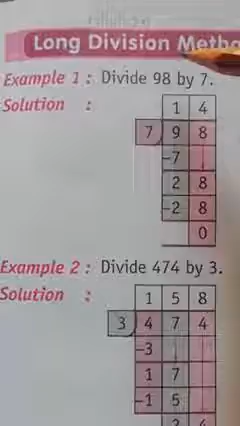 Long Division Metho
Example 1 : Divide 98 by 7.
Solution :
1 4
7 9 8
-7
2 8
-2 8
0
Example 2 : Divide 474 by 3.
Solution :
1 5 8
3 4 7 4
-3
1 7
-1 5
2 4